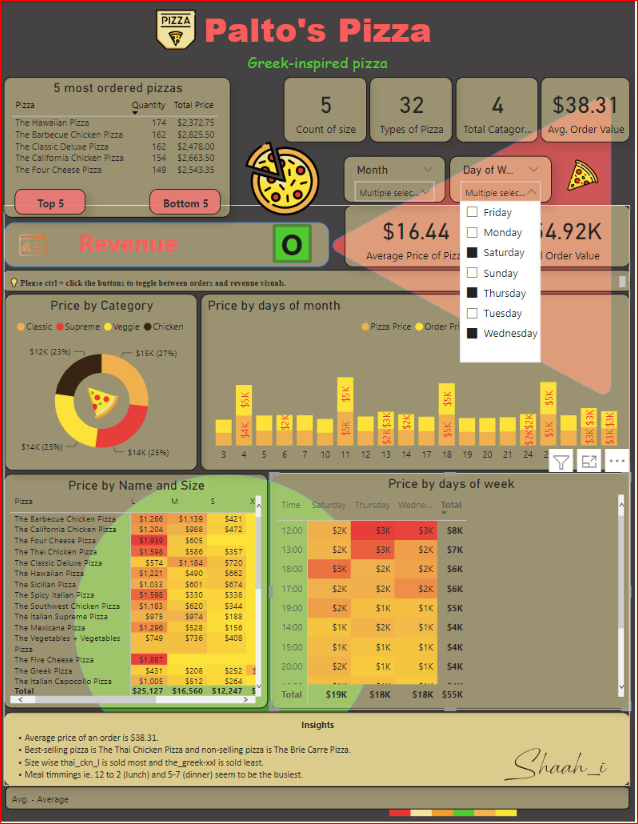 PIZZA
Palto's Pizza
Greek-inspired pizza
5 most ordered pizzas
Pizza Quantity Total Price
The Hawaiian Pizza 174 $2,372.75
The Barbecue Chicken Pizza 162 $2,825.50
The Classic Deluxe Pizza 162 $2,478.00
The California Chicken Pizza 154 $2,663.50
The Four Cheese Pizza 149 $2,543.35
Top 5 Bottom 5
5 32 4 $38.31
Count of size Types of Pizza Total Catagor... Avg. Order Value
Month Day of W...
Multiple selec... Multiple selec...
Friday
Monday
Saturday
Sunday
Thursday
Tuesday
Wednesday
Revenue O
$16.44 54.92K
Average Price of Pizz l Order Value
Please ctrl + click the buttons to toggle between orders and revenue visuals.
Price by Category
Classic Supreme Veggie Chicken
$12K (23%) $15K (27%)
$14K (25%) $14K (25%)
Price by days of month
Pizza Price Order Pri
$5K $5K $5K $5K
$4K $2K $5K $2K $3K $2K $5K $2K $2K $5K $3K $3K $3K $3K
3 4 5 6 7 10 11 12 13 14 17 18 19 20 21 24
Price by Name and Size
Pizza L M S X
The Barbecue Chicken Pizza $1,266 $1,139 $421
The California Chicken Pizza $1,204 $988 $472
The Four Cheese Pizza $1,939 $605
The Thai Chicken Pizza $1,598 $586 $357
The Classic Deluxe Pizza $574 $1,184 $720
The Hawaiian Pizza $1,221 $490 $662
The Sicilian Pizza $1,033 $601 $674
The Spicy Italian Pizza $1,598 $330 $338
The Southwest Chicken Pizza $1,183 $620 $344
The Italian Supreme Pizza $975 $974 $188
The Mexicana Pizza $1,296 $528 $156
The Vegetables + Vegetables $749 $736 $408
Pizza
The Five Cheese Pizza $1,887
The Greek Pizza $431 $208 $252 $
The Italian Capocollo Pizza $1,005 $512 $264
Total $25,127 $16,560 $12,247 $
Price by days of week
Time Saturday Thursday Wedne... Total
12:00 $2K $3K $3K $8K
13:00 $2K $3K $2K $7K
18:00 $3K $2K $2K $6K
17:00 $2K $2K $2K $6K
19:00 $2K $1K $1K $5K
14:00 $1K $2K $1K $4K
15:00 $1K $1K $1K $4K
20:00 $2K $1K $1K $4K
Total $19K $18K $18K $55K
Insights
• Average price of an order is $38.31.
• Best-selling pizza is The Thai Chicken Pizza and non-selling pizza is The Brie Carre Pizza.
• Size wise thai_ckn_l is sold most and the_greek-xxl is sold least.
• Meal timmings ie. 12 to 2 (lunch) and 5-7 (dinner) seem to be the busiest.
Shaah_i
Avg. - Average